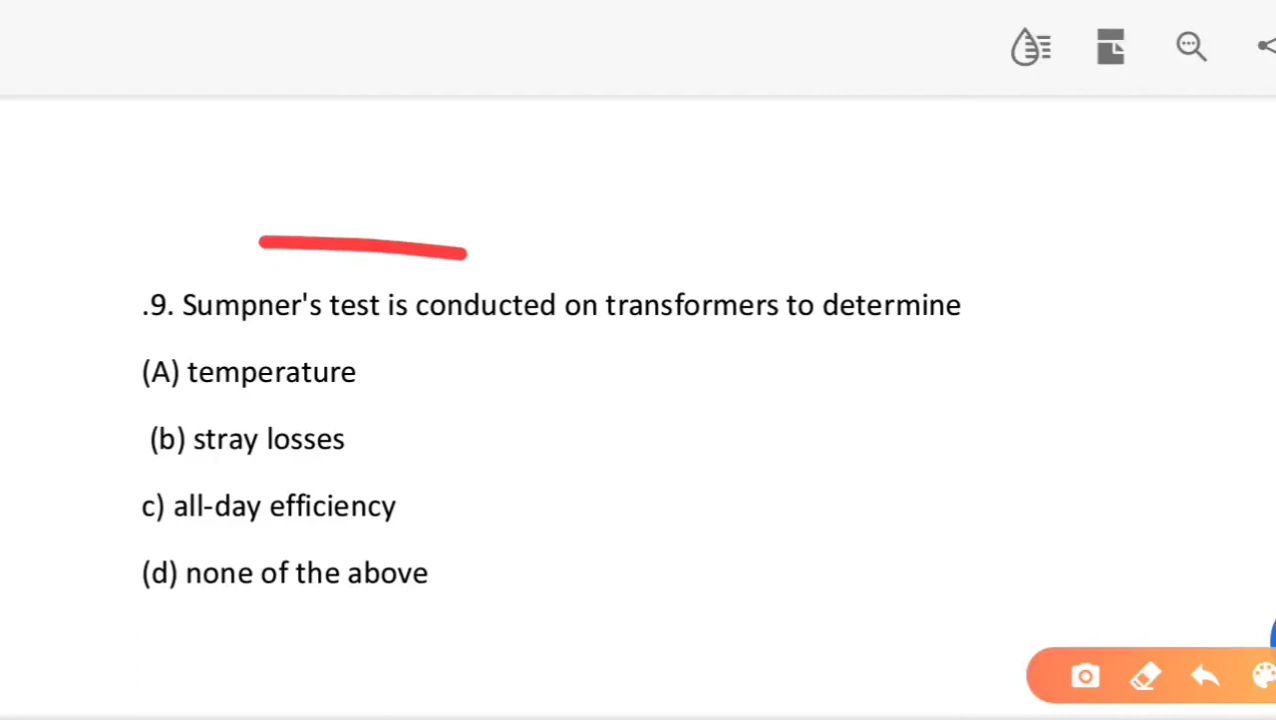 .9. Sumpner's test is conducted on transformers to determine
(A) temperature
(b) stray losses
c) all-day efficiency
(d) none of the above